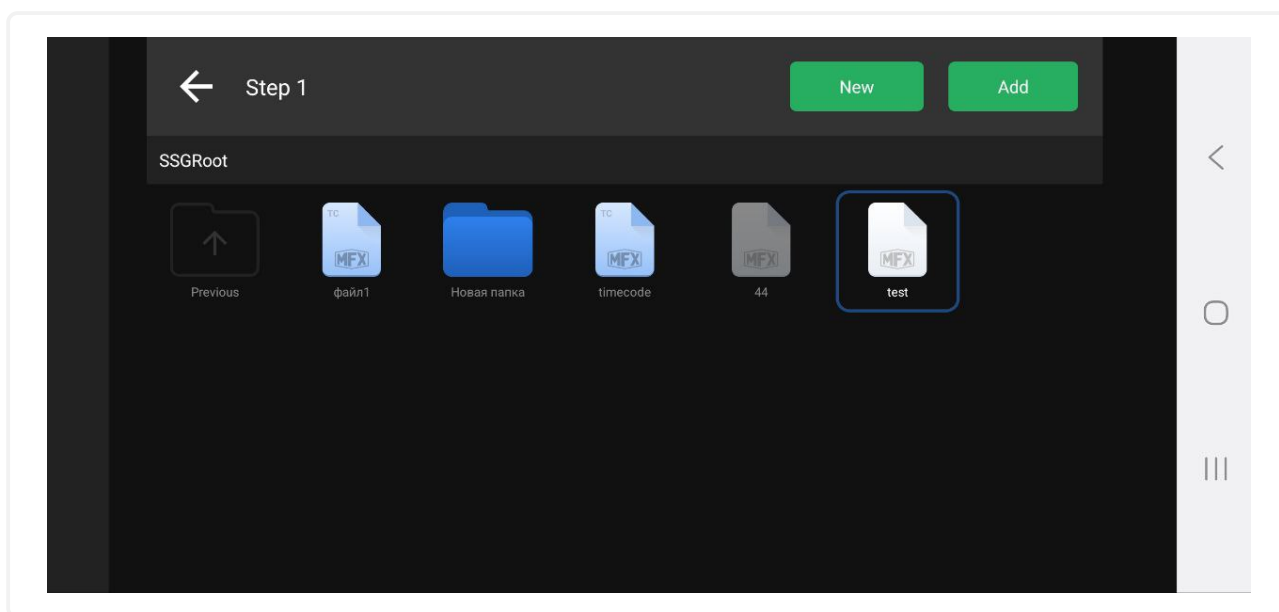 Step 1
New
Add
SSGRoot
TC
TC
MFX
MFX
MFX
MFX
Previous
файл1
Новая папка
timecode
44
test